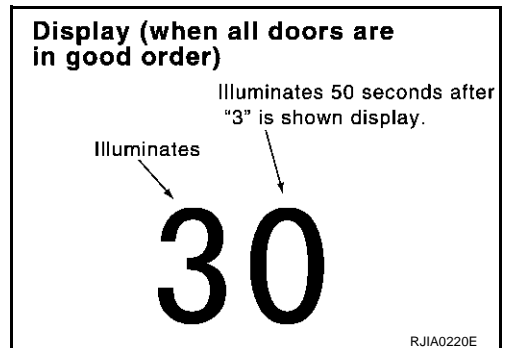 Display (when all doors are
in good order)
Illuminates 50 seconds after
"3" is shown display.
Illuminates
30
RJIA0220E